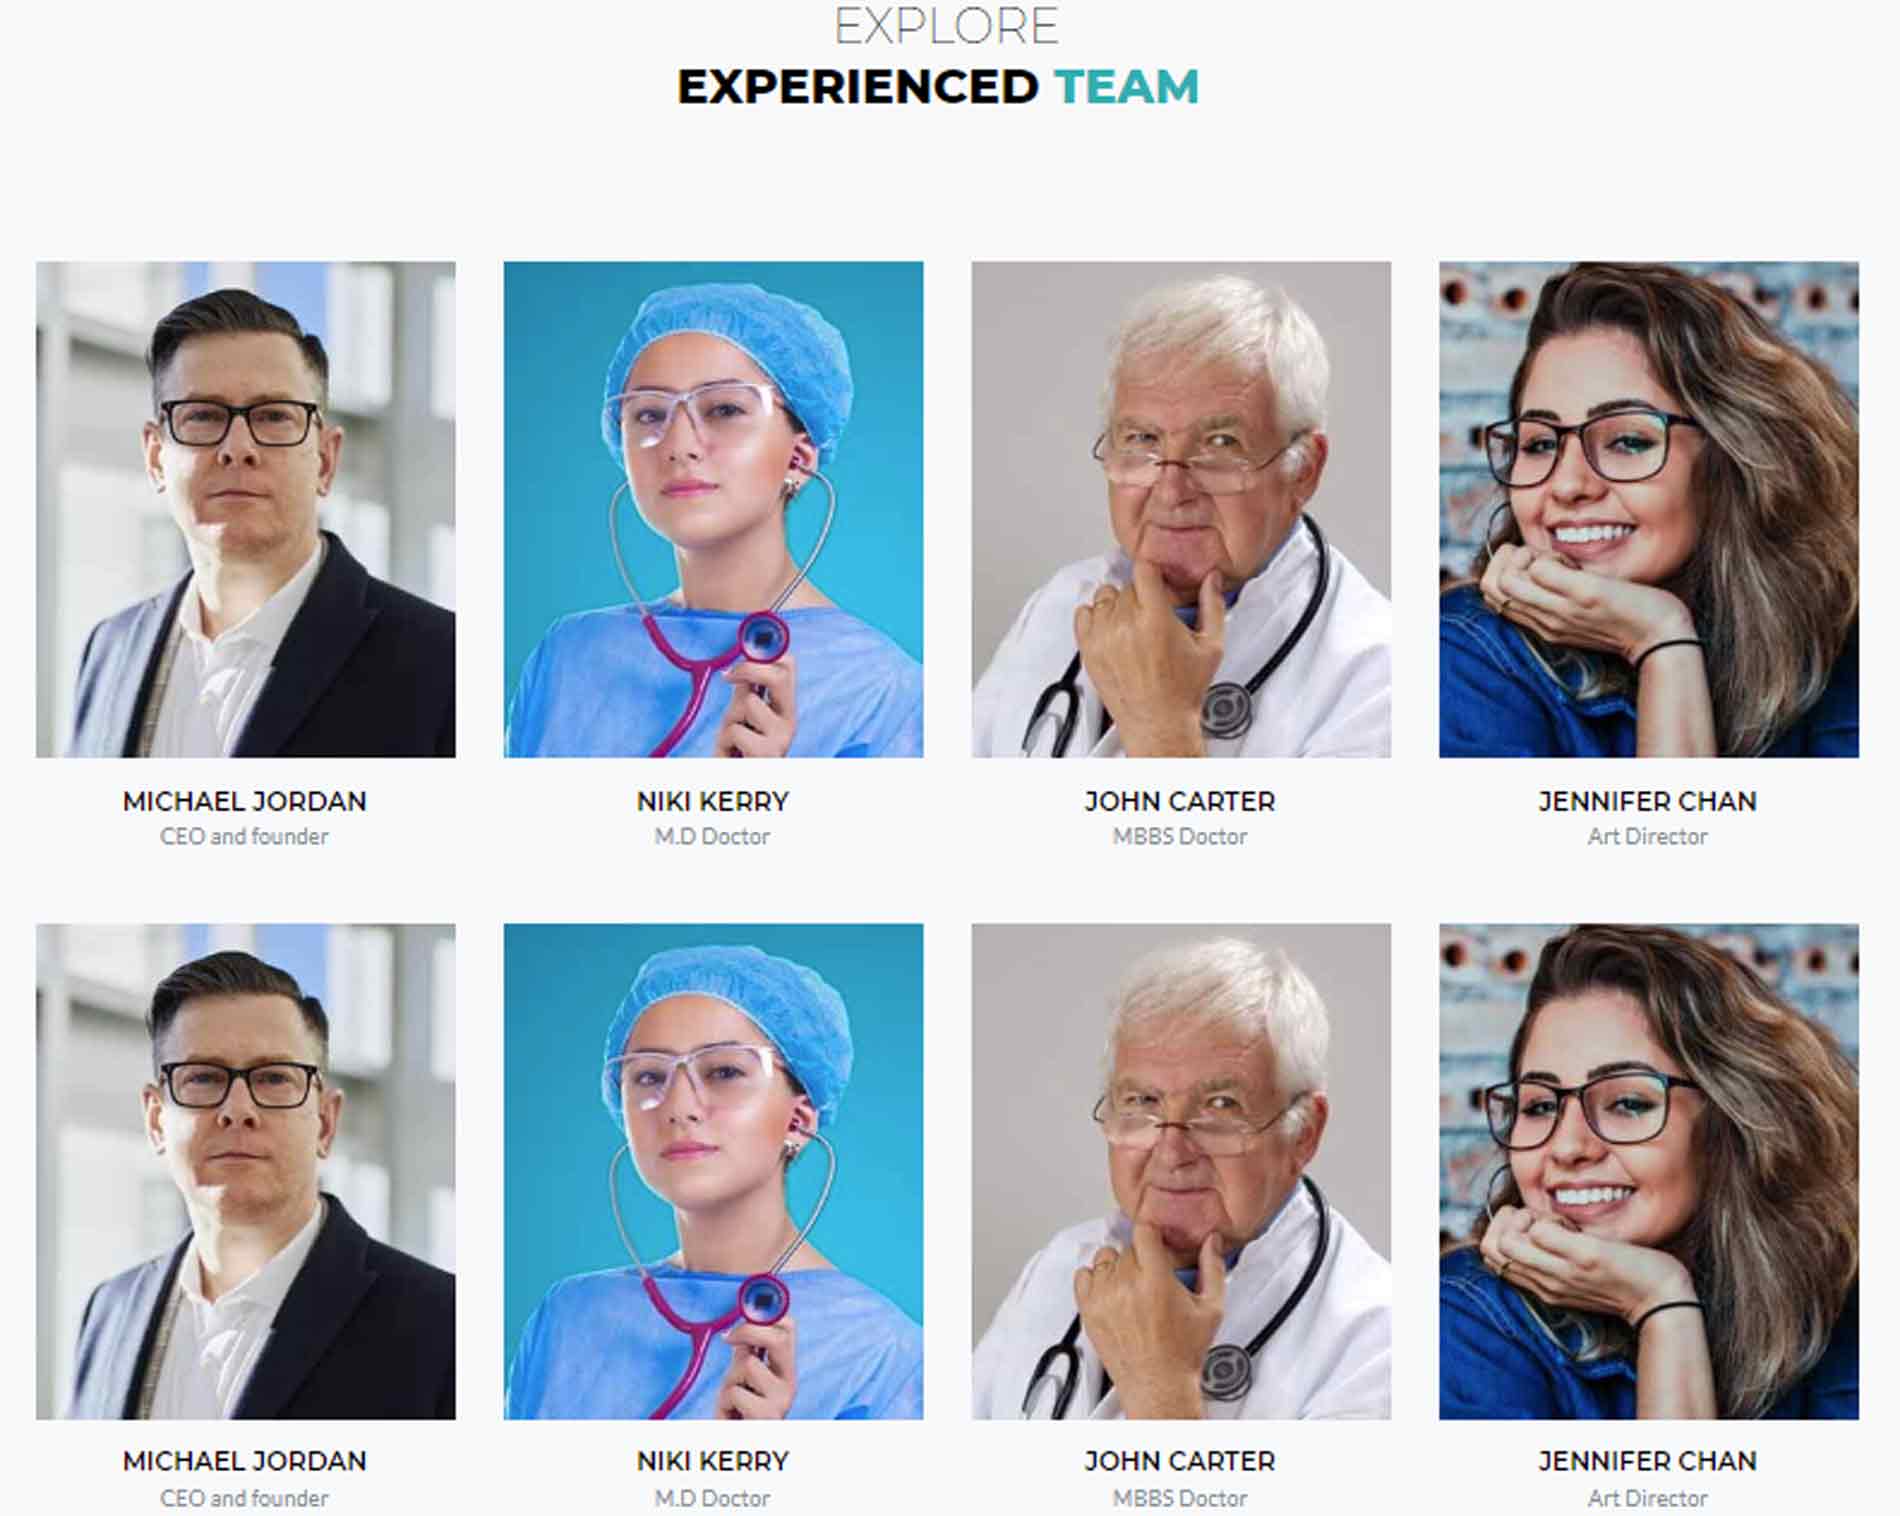 EXPLORE
EXPERIENCED TEAM
MICHAEL JORDAN
CEO and founder
NIKI KERRY
M.D Doctor
JOHN CARTER
MBBS Doctor
JENNIFER CHAN
Art Director
MICHAEL JORDAN
CEO and founder
NIKI KERRY
M.D Doctor
JOHN CARTER
MBBS Doctor
JENNIFER CHAN
Art Director